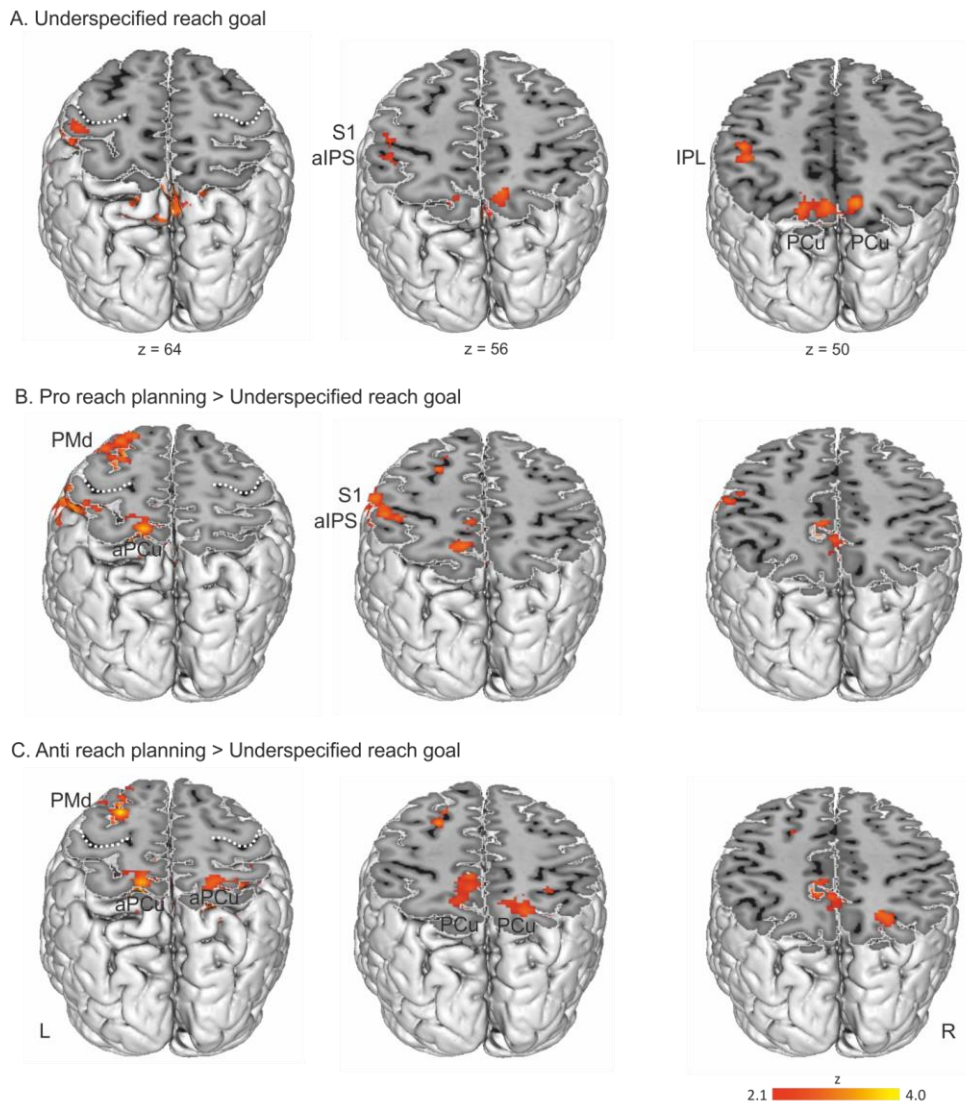 A. Underspecified reach goal
S1
aIPS
IPL
PCu PCu
z = 64
z = 56
z = 50
B. Pro reach planning > Underspecified reach goal
PMd
S1
aIPS
aPCu
C. Anti reach planning > Underspecified reach goal
PMd
aPCu
aPCu
PCu
PCu
L
R
z
2.1
4.0